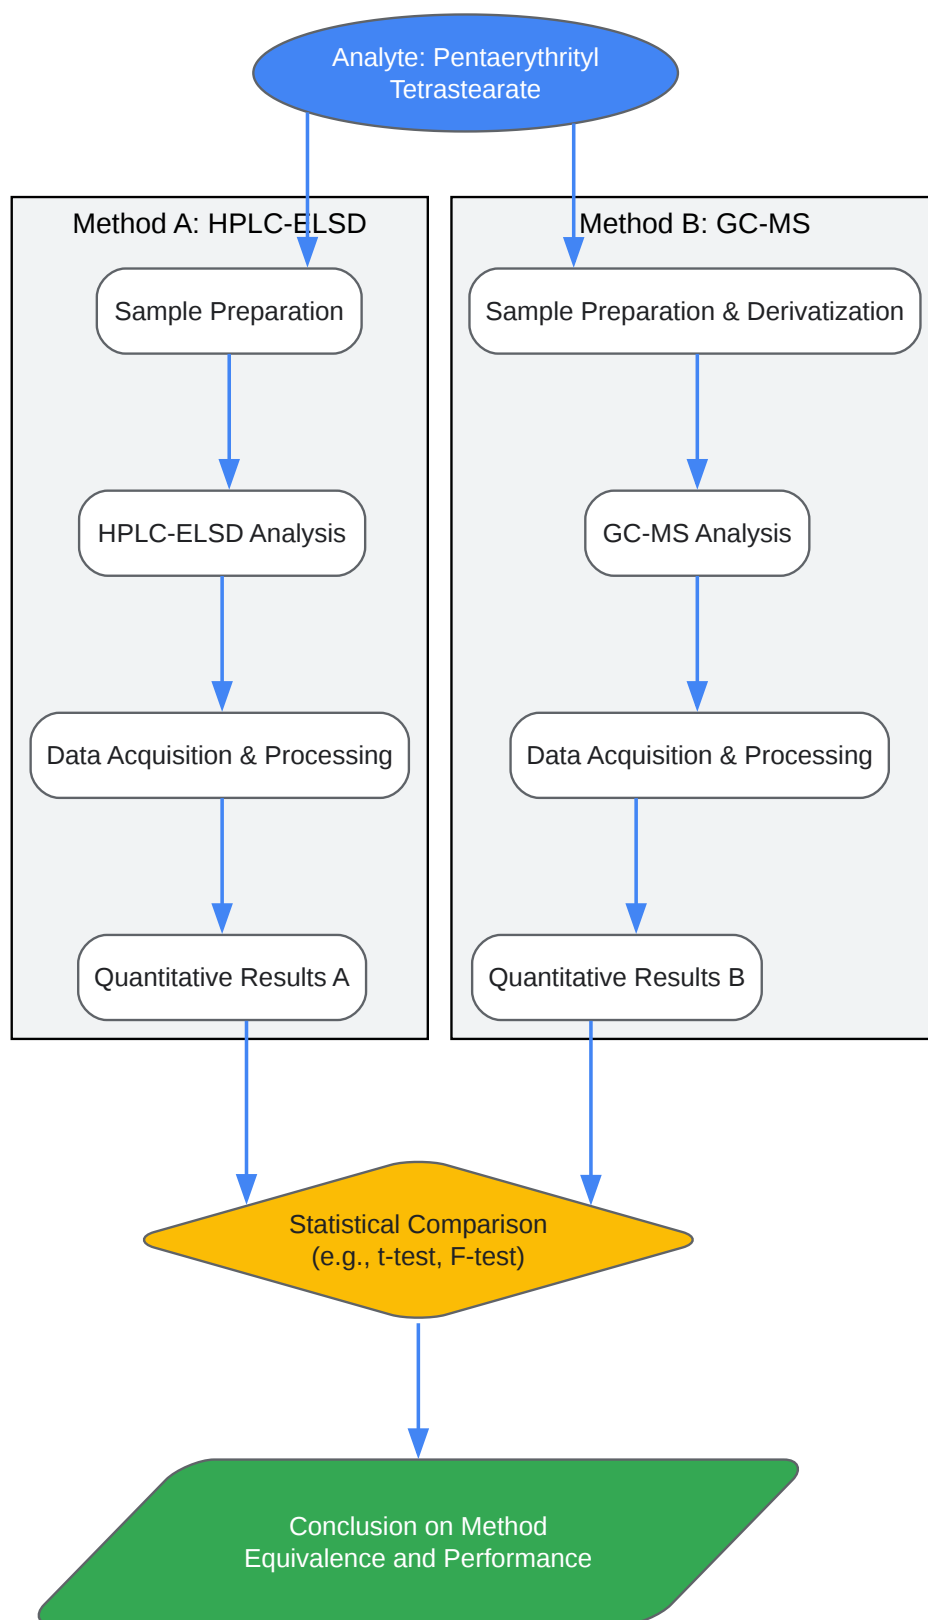 Analyte: Pentaerythrityl
Tetrastearate
Method A: HPLC-ELSD
Sample Preparation
HPLC-ELSD Analysis
Data Acquisition & Processing
Quantitative Results A
Method B: GC-MS
Sample Preparation & Derivatization
GC-MS Analysis
Data Acquisition & Processing
Quantitative Results B
Statistical Comparison
(e.g., t-test, F-test)
Conclusion on Method
Equivalence and Performance